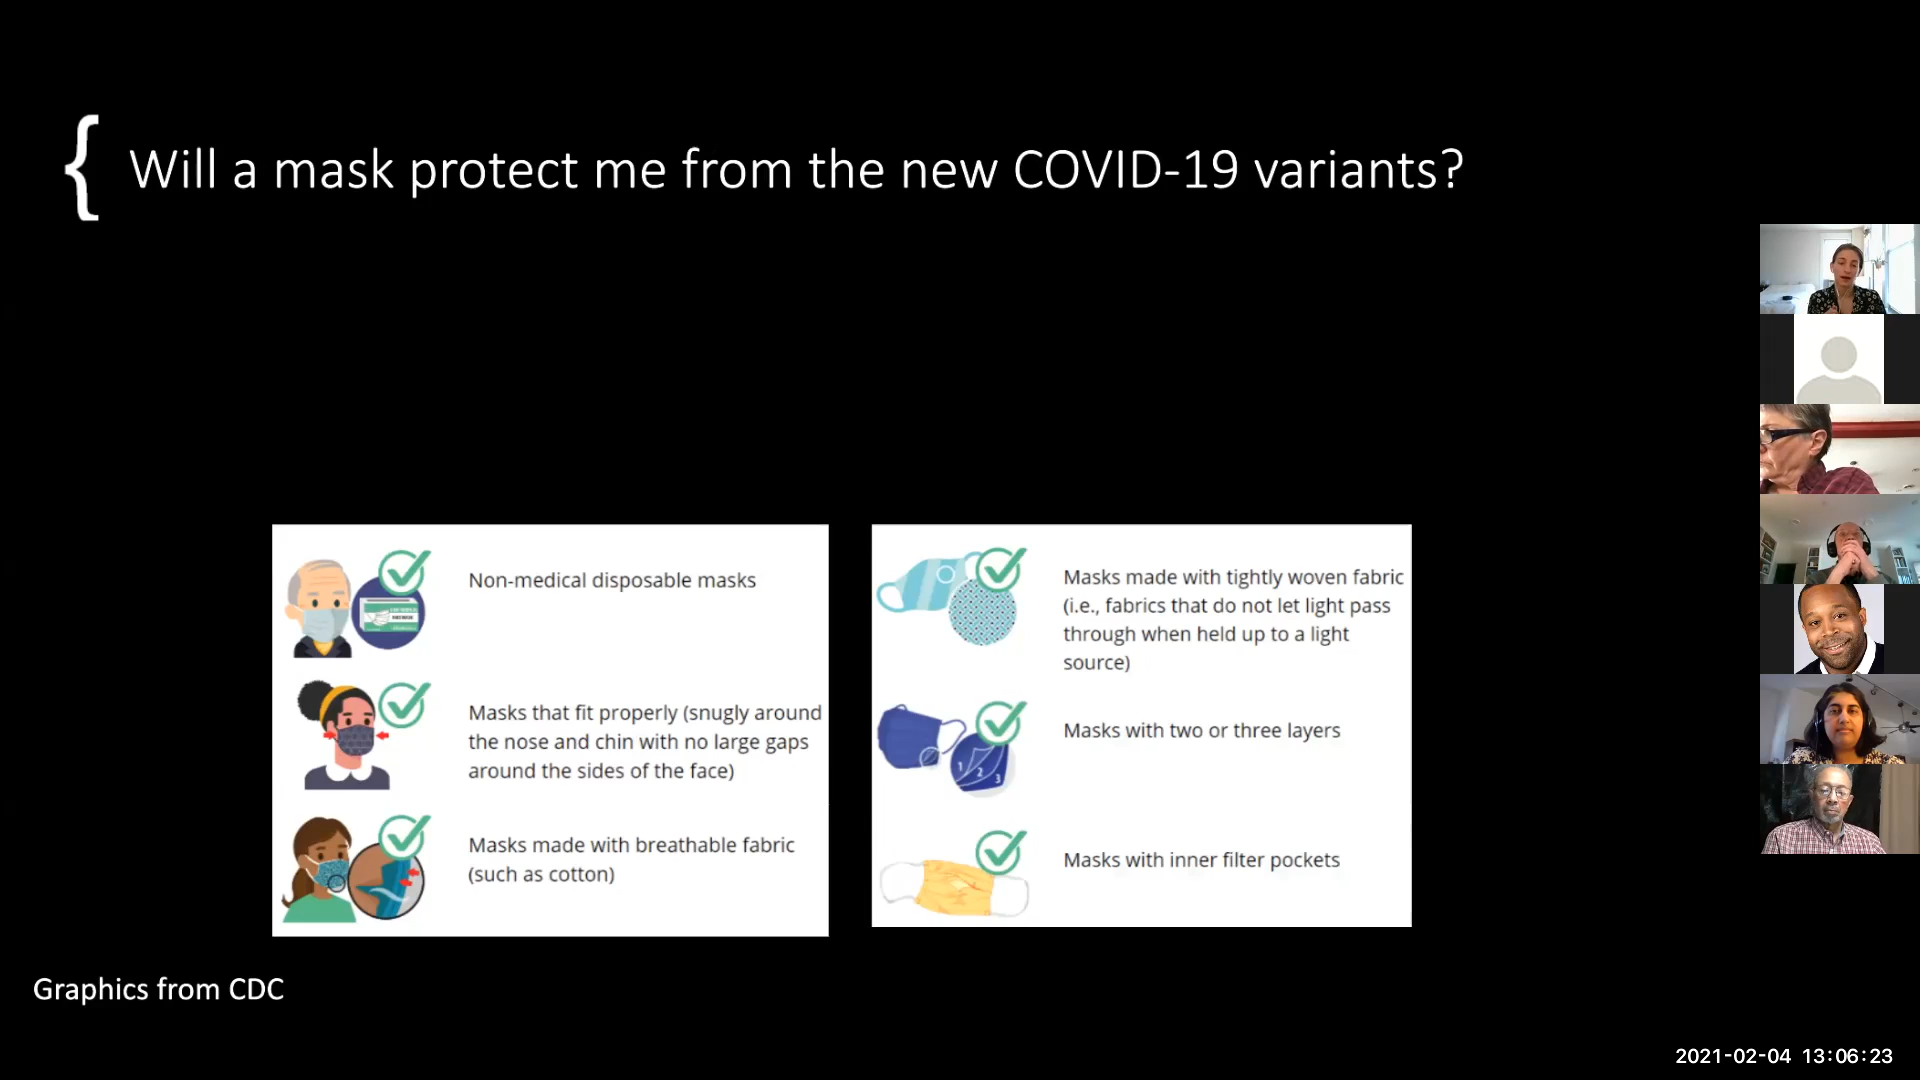 Will a mask protect me from the new COVID-19 variants?
Non-medical disposable masks
Masks that fit properly (snugly around
the nose and chin with no large gaps
around the sides of the face)
Masks made with breathable fabric
(such as cotton)
Masks made with tightly woven fabric
(i.e., fabrics that do not let light pass
through when held up to a light
source)
Masks with two or three layers
1
2
3
Masks with inner filter pockets
Graphics from CDC
2021-02-04 13:06:23